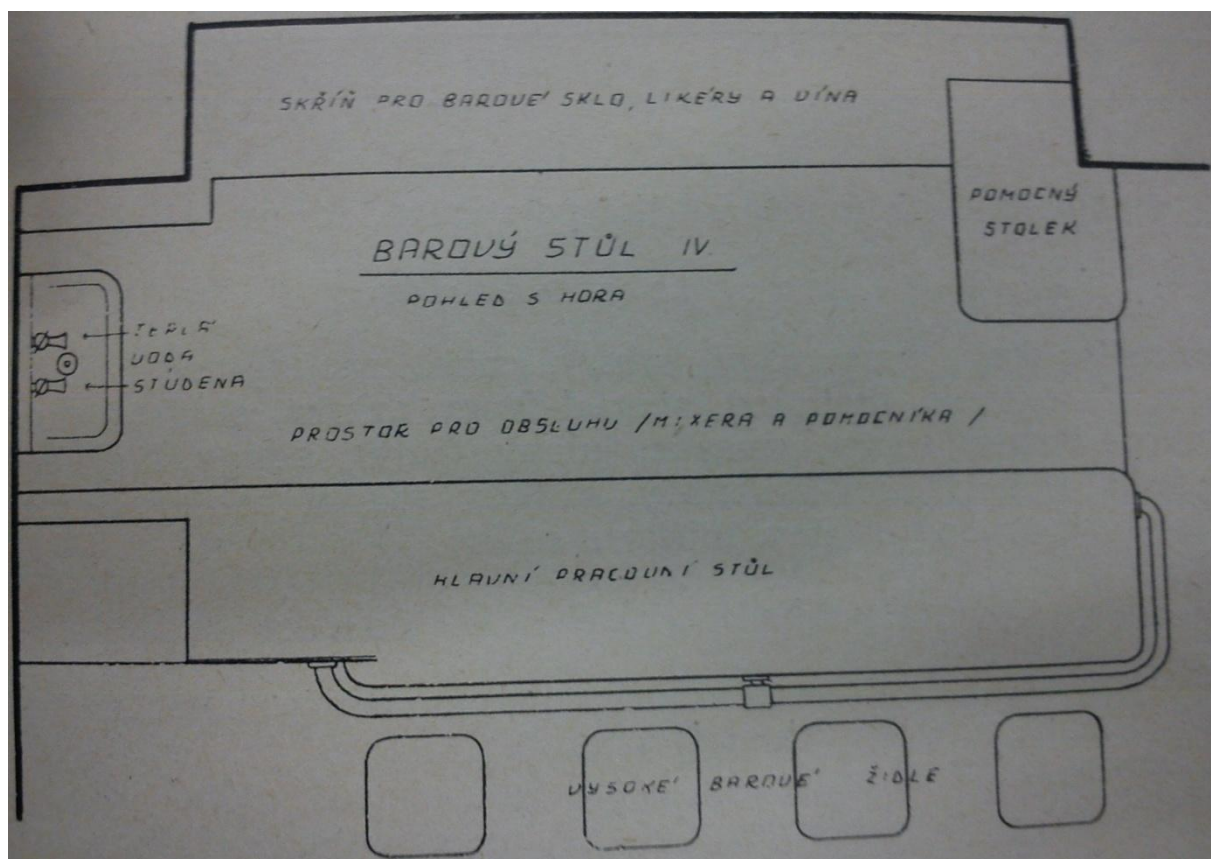 SKŘÍŇ PRO BAROVÉ SKLO, LIKÉRY A VÍNA
POMOCNÝ
STOLEK
BAROVÝ STŮL IV.
POHLED S HORA
TEPLÁ
VODA
STUDENA
PROSTOR PRO OBSLUHU /MIXERA A POMOCNÍKA/
HLAVNÍ PRACOVNÍ STŮL
VYSOKÉ BAROVÉ ŽIDLE